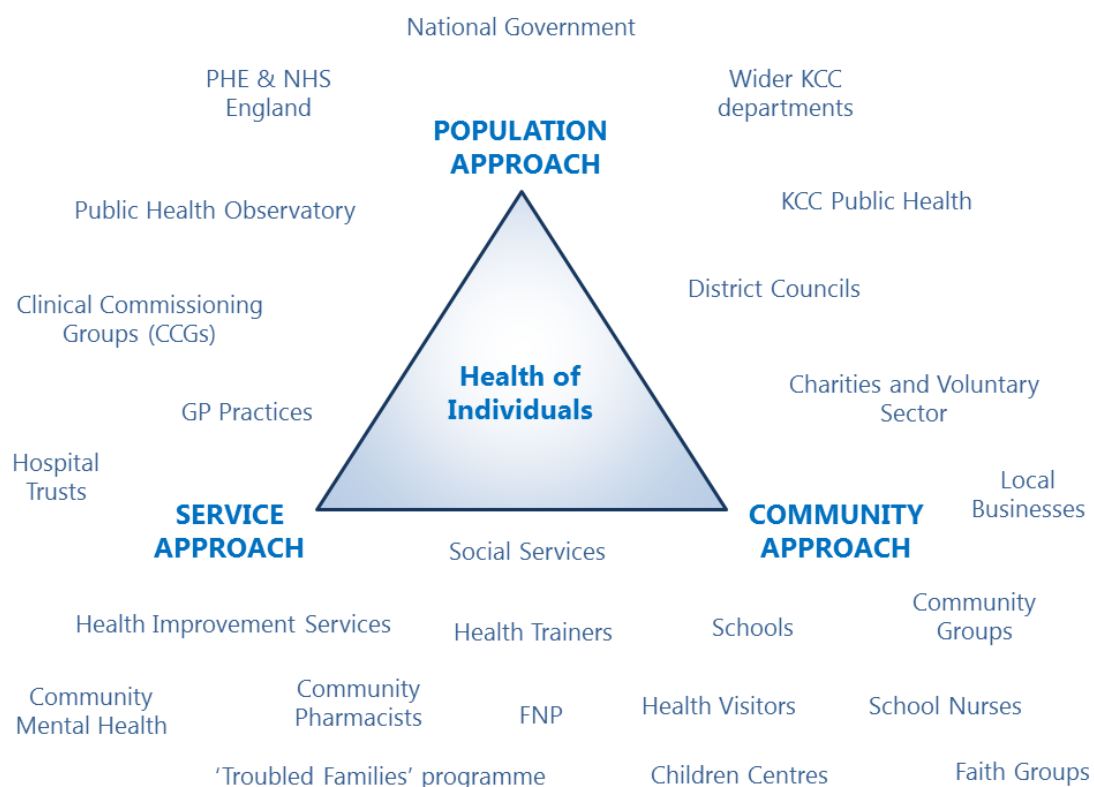 National Government
PHE & NHS
England
Wider KCC
departments
POPULATION
APPROACH
Public Health Observatory
KCC Public Health
District Councils
Clinical Commissioning
Groups (CCGs)
Health of
Individuals
Charities and Voluntary
Sector
GP Practices
Hospital
Trusts
Local
Businesses
SERVICE
APPROACH
COMMUNITY
APPROACH
Social Services
Health Improvement Services
Health Trainers
Schools
Community
Groups
Community
Mental Health
Community
Pharmacists
FNP
Health Visitors
School Nurses
‘Troubled Families’ programme
Children Centres
Faith Groups